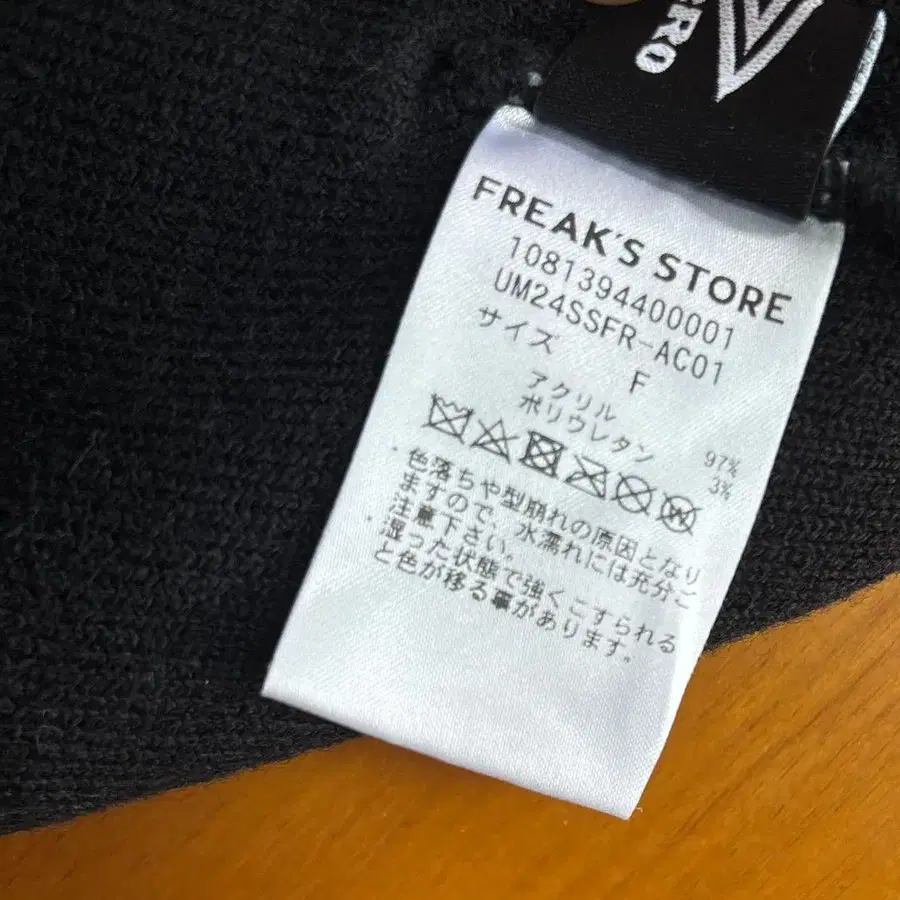 BRO
FREAK'S STORE
1081394400001
UM24SSFR-AC01
サイズ F
アクリル 97%
ポリウレタン 3%
・色落ちや型崩れの原因となり
ますので、水濡れには充分ご
注意下さい。
・湿った状態で強くこすられる
と色が移る事があります。